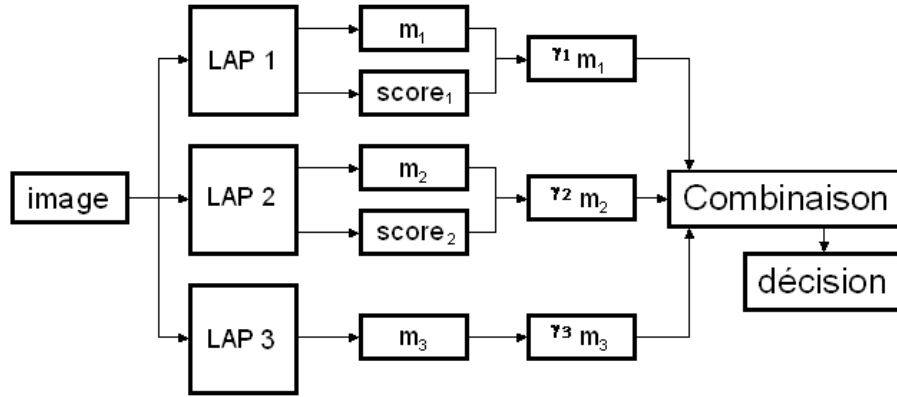 image
LAP 1
m₁
score₁
γ₁ m₁
LAP 2
m₂
score₂
γ₂ m₂
LAP 3
m₃
γ₃ m₃
Combinaison
décision